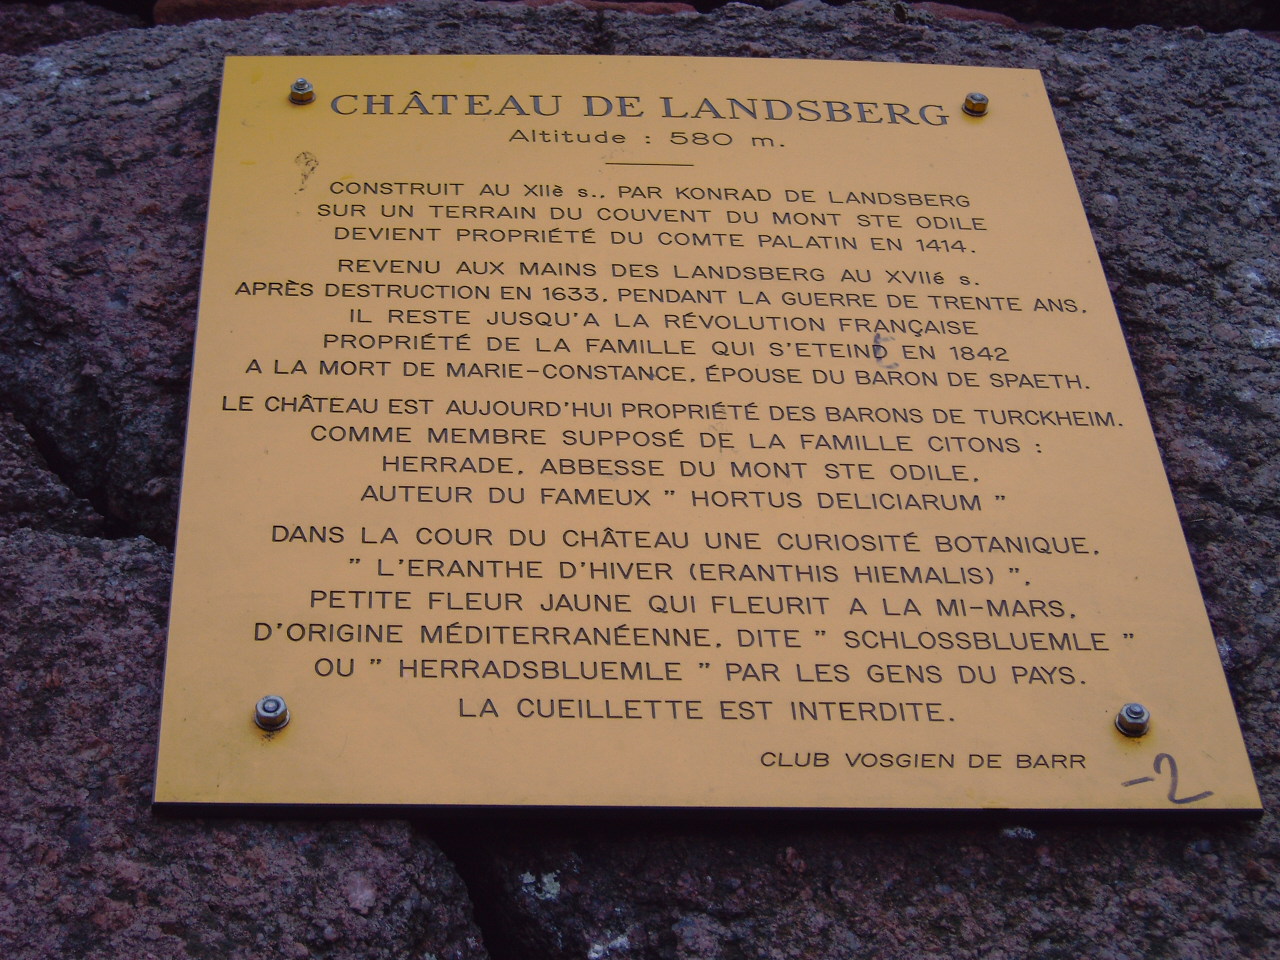 CHÂTEAU DE LANDSBERG
Altitude : 580 m.
CONSTRUIT AU XIIè s., PAR KONRAD DE LANDSBERG
SUR UN TERRAIN DU COUVENT DU MONT STE ODILE
DEVIENT PROPRIÉTÉ DU COMTE PALATIN EN 1414.
REVENU AUX MAINS DES LANDSBERG AU XVIIé s.
APRÈS DESTRUCTION EN 1633, PENDANT LA GUERRE DE TRENTE ANS,
IL RESTE JUSQU'A LA RÉVOLUTION FRANÇAISE
PROPRIÉTÉ DE LA FAMILLE QUI S'ETEIND EN 1842
A LA MORT DE MARIE-CONSTANCE, ÉPOUSE DU BARON DE SPAETH.
LE CHÂTEAU EST AUJOURD'HUI PROPRIÉTÉ DES BARONS DE TURCKHEIM.
COMME MEMBRE SUPPOSÉ DE LA FAMILLE CITONS :
HERRADE, ABBESSE DU MONT STE ODILE,
AUTEUR DU FAMEUX " HORTUS DELICIARUM "
DANS LA COUR DU CHÂTEAU UNE CURIOSITÉ BOTANIQUE,
" L'ERANTHE D'HIVER (ERANTHIS HIEMALIS) ",
PETITE FLEUR JAUNE QUI FLEURIT A LA MI-MARS,
D'ORIGINE MÉDITERRANÉENNE, DITE " SCHLOSSBLUEMLE "
OU " HERRADSBLUEMLE " PAR LES GENS DU PAYS.
LA CUEILLETTE EST INTERDITE.
CLUB VOSGIEN DE BARR
-2